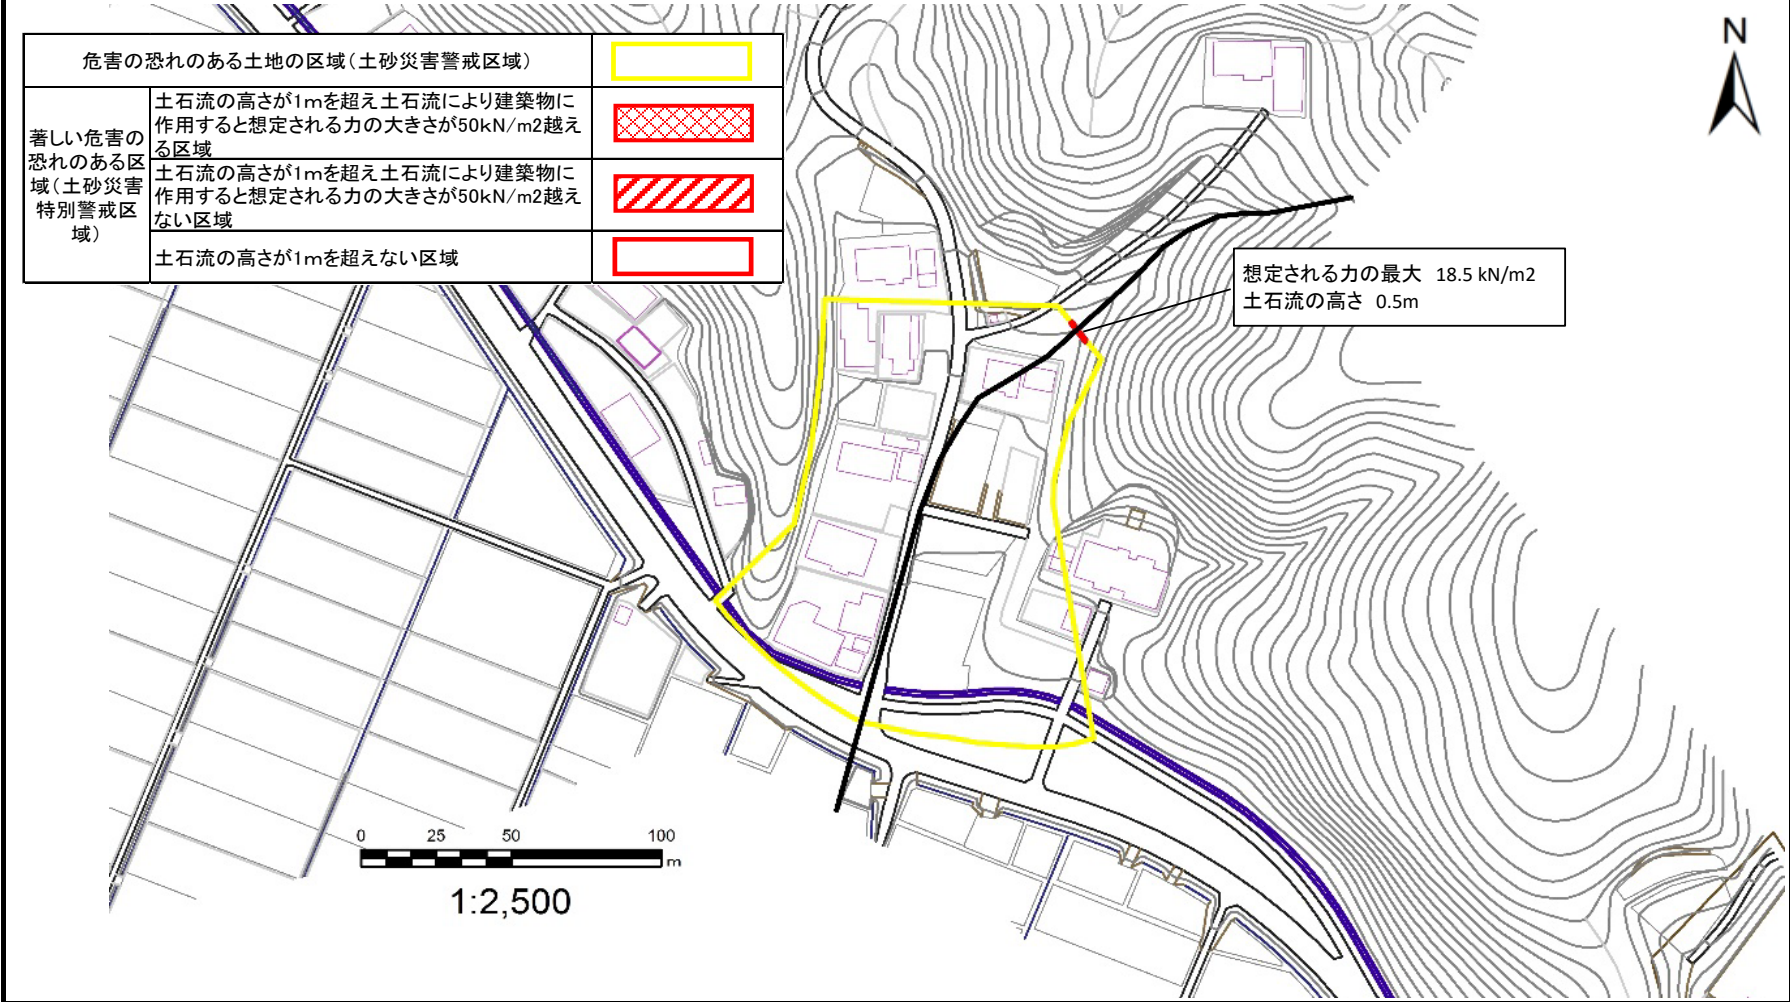 危害の恐れのある土地の区域(土砂災害警戒区域)
著しい危害の
恐れのある区
域(土砂災害
特別警戒区
域)
土石流の高さが1mを超え土石流により建築物に
作用すると想定される力の大きさが50kN/m2越え
る区域
土石流の高さが1mを超え土石流により建築物に
作用すると想定される力の大きさが50kN/m2越え
ない区域
土石流の高さが1mを超えない区域
N
想定される力の最大 18.5 kN/m2
土石流の高さ 0.5m
0 25 50 100
m
1:2,500